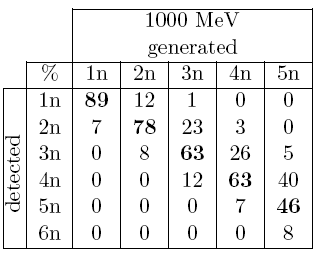 1000 MeV
generated
% 1n 2n 3n 4n 5n
detected
1n 89 12 1 0 0
2n 7 78 23 3 0
3n 0 8 63 26 5
4n 0 0 12 63 40
5n 0 0 0 7 46
6n 0 0 0 0 8